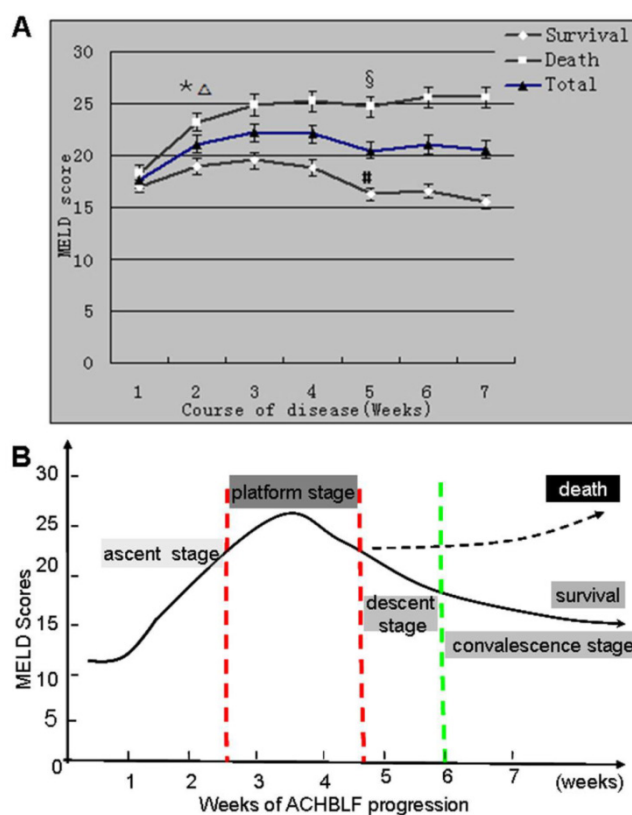 A
Survival
Death
Total
30
25
20
15
10
5
0
* △
§
#
MELD score
1 2 3 4 5 6 7
Course of disease(Weeks)
B
30
25
20
15
10
5
0
MELD Scores
platform stage
death
ascent stage
descent
stage
survival
convalescence stage
1 2 3 4 5 6 7 (weeks)
Weeks of ACHBLF progression